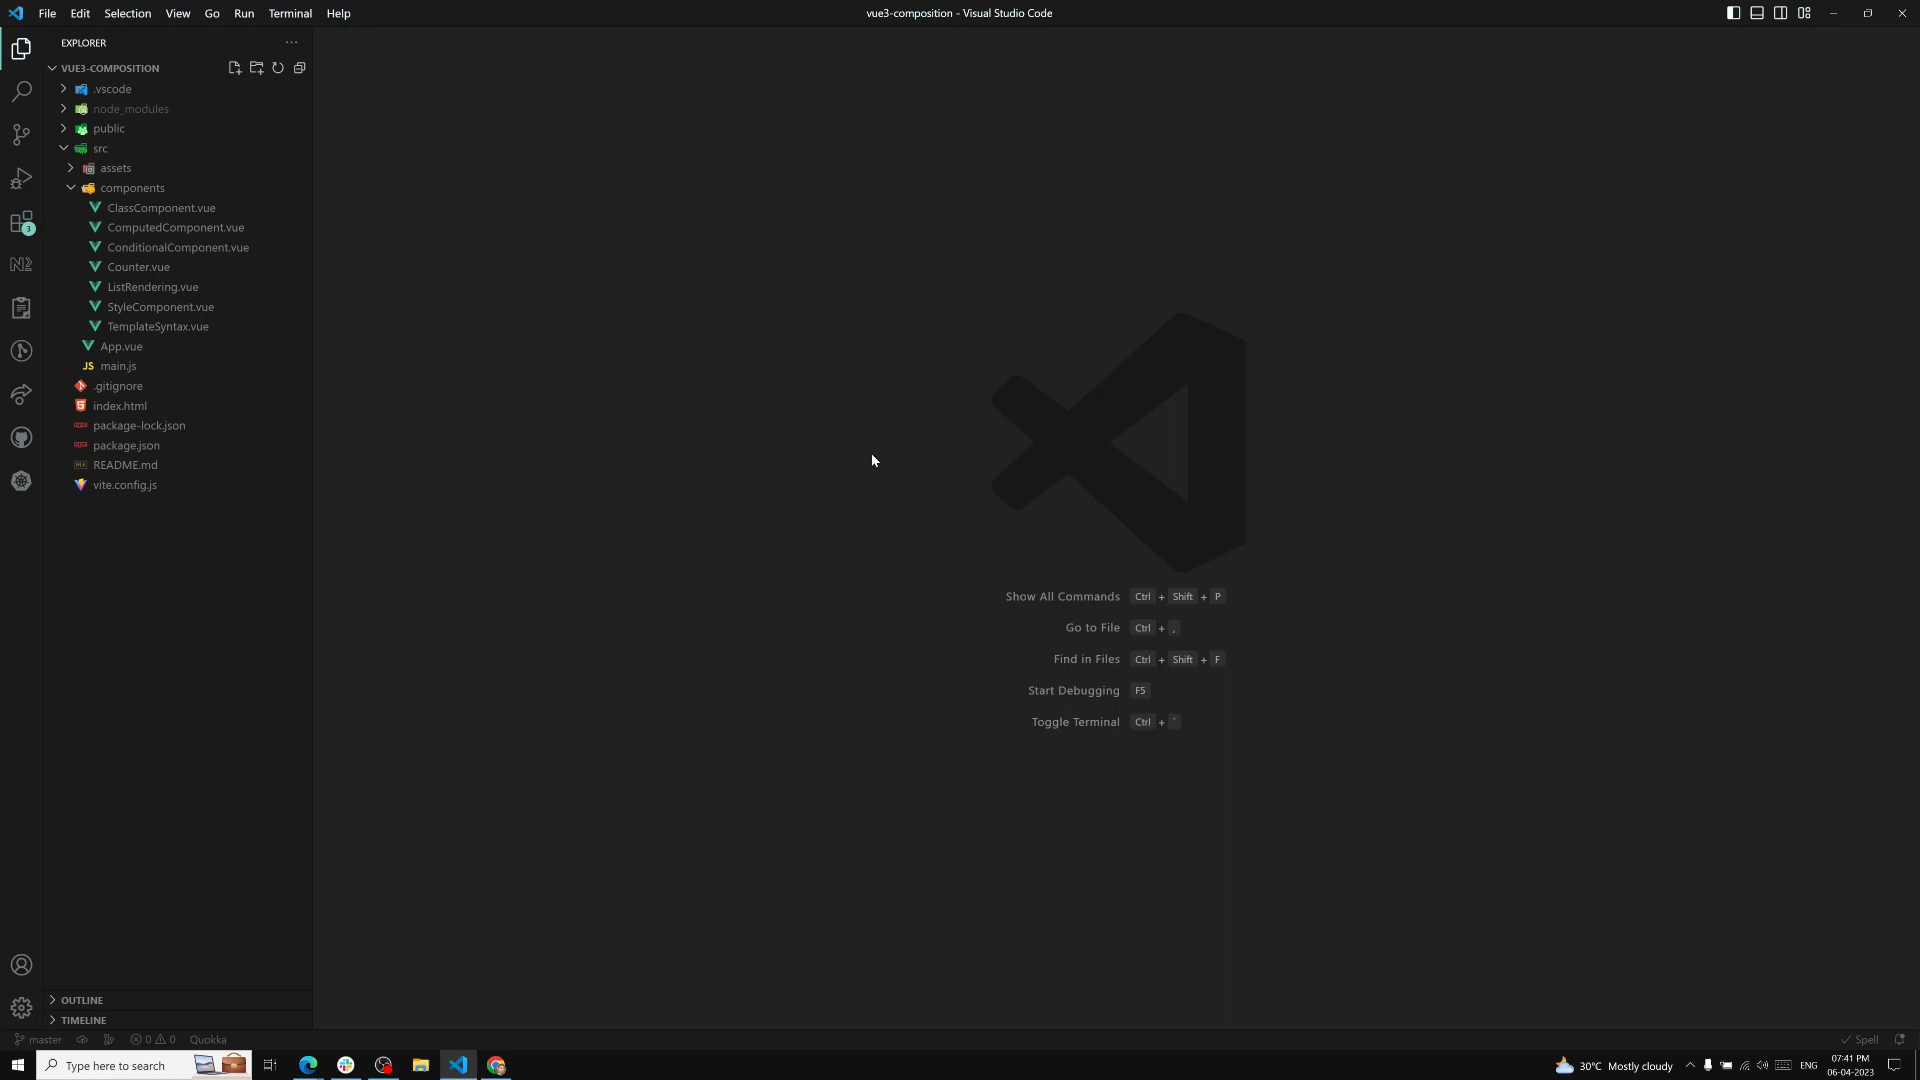 File Edit Selection View Go Run Terminal Help
vue3-composition - Visual Studio Code
EXPLORER
VUE3-COMPOSITION
.vscode
node_modules
public
src
assets
components
ClassComponent.vue
ComputedComponent.vue
ConditionalComponent.vue
Counter.vue
ListRendering.vue
StyleComponent.vue
TemplateSyntax.vue
App.vue
JS main.js
.gitignore
index.html
package-lock.json
package.json
README.md
vite.config.js
3
Show All Commands Ctrl + Shift + P
Go to File Ctrl + ,
Find in Files Ctrl + Shift + F
Start Debugging F5
Toggle Terminal Ctrl + `
OUTLINE
TIMELINE
master 0 0 Quokka
Spell
Type here to search
30°C Mostly cloudy
ENG
07:41 PM
06-04-2023